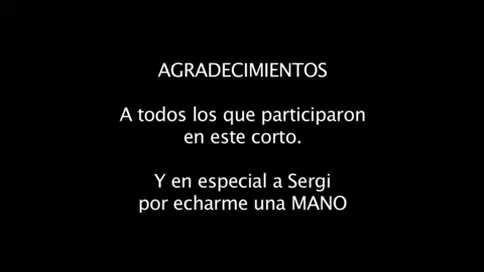 AGRADECIMIENTOS
A todos los que participaron
en este corto.
Y en especial a Sergi
por echarme una MANO